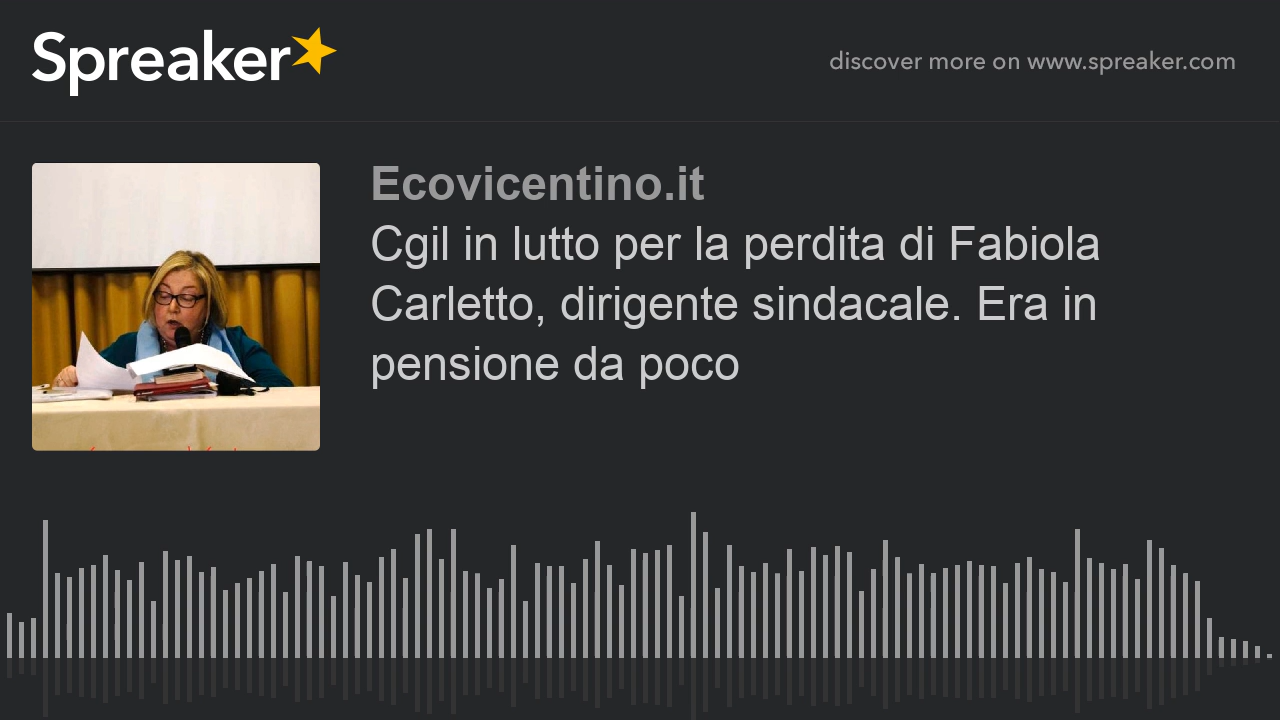 Spreaker
discover more on www.spreaker.com
Ecovicentino.it
Cgil in lutto per la perdita di Fabiola
Carletto, dirigente sindacale. Era in
pensione da poco